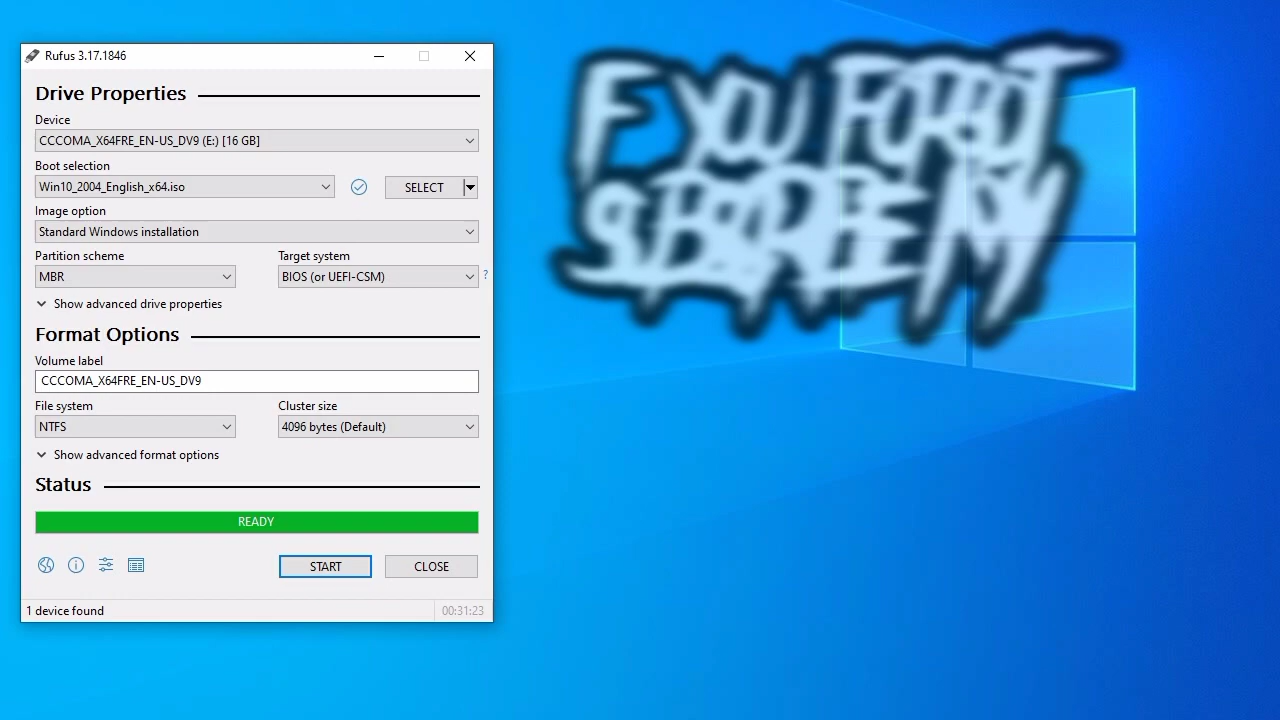 Rufus 3.17.1846
Drive Properties
Device
CCCOMA_X64FRE_EN-US_DV9 (E:) [16 GB]
Boot selection
Win10_2004_English_x64.iso
SELECT
Image option
Standard Windows installation
Partition scheme
Target system
MBR
BIOS (or UEFI-CSM)
?
Show advanced drive properties
Format Options
Volume label
CCCOMA_X64FRE_EN-US_DV9
File system
Cluster size
NTFS
4096 bytes (Default)
Show advanced format options
Status
READY
START
CLOSE
1 device found
00:31:23
YOU